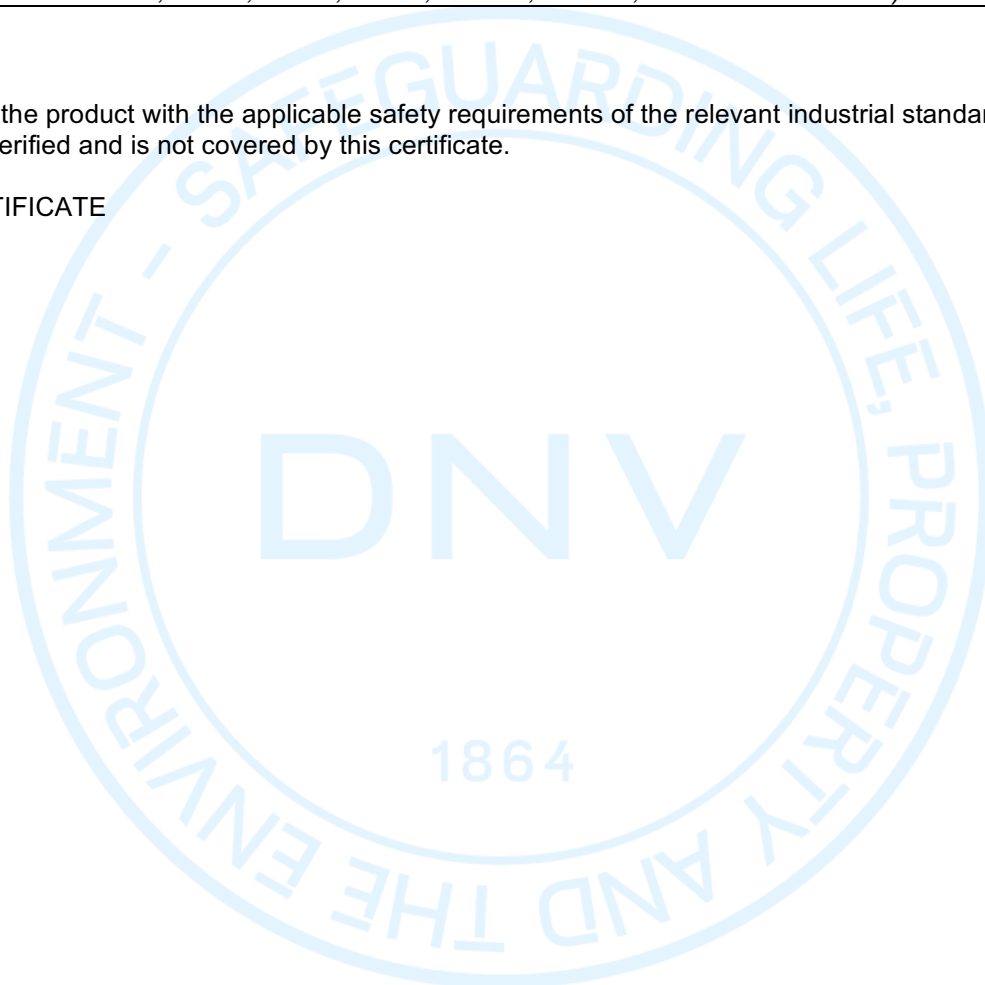 the product with the applicable safety requirements of the relevant industrial
erified and is not covered by this certificate.
TIFICATE
SAFEGUARDING LIFE, PROPERTY AND THE ENVIRONMENT -
DNV
1864